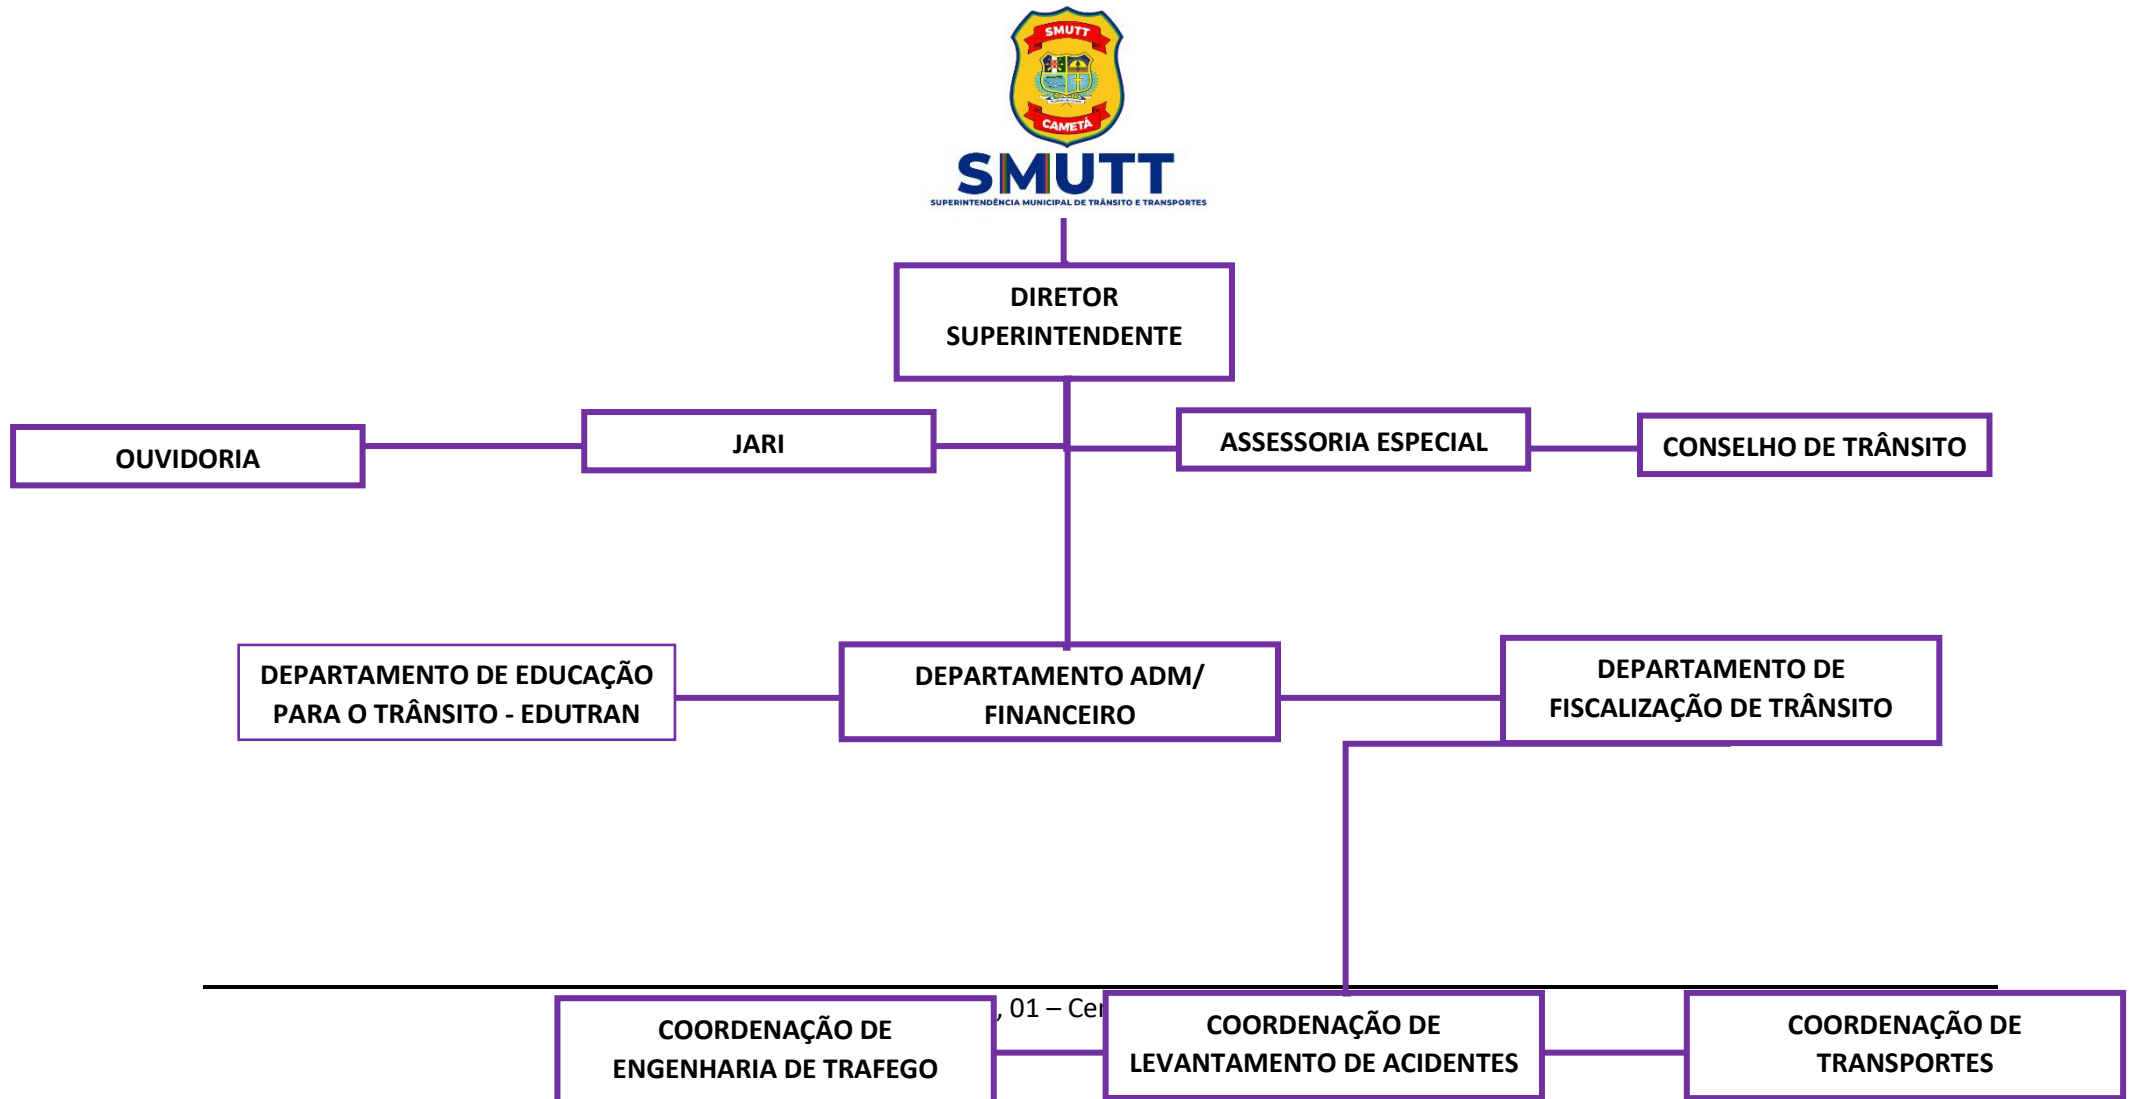 SMUTT
CAMETÁ
SMUTT
SUPERINTENDÊNCIA MUNICIPAL DE TRÂNSITO E TRANSPORTES
DIRETOR
SUPERINTENDENTE
OUVIDORIA
JARI
ASSESSORIA ESPECIAL
CONSELHO DE TRÂNSITO
DEPARTAMENTO DE EDUCAÇÃO
PARA O TRÂNSITO - EDUTRAN
DEPARTAMENTO ADM/
FINANCEIRO
DEPARTAMENTO DE
FISCALIZAÇÃO DE TRÂNSITO
, 01 –
COORDENAÇÃO DE
ENGENHARIA DE TRAFEGO
COORDENAÇÃO DE
LEVANTAMENTO DE ACIDENTES
COORDENAÇÃO DE
TRANSPORTES